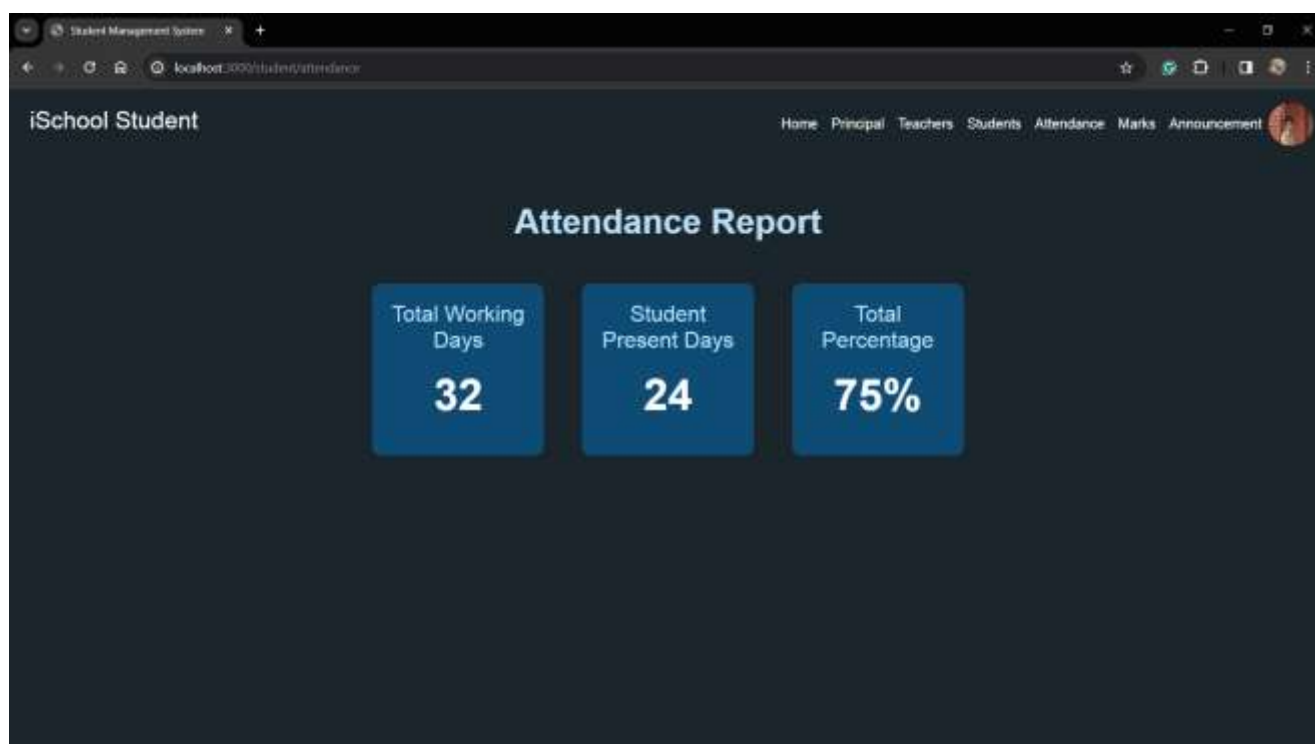 Student Management System
localhost:3000/student/attendance
iSchool Student
Home Principal Teachers Students Attendance Marks Announcement
Attendance Report
Total Working
Days
32
Student
Present Days
24
Total
Percentage
75%